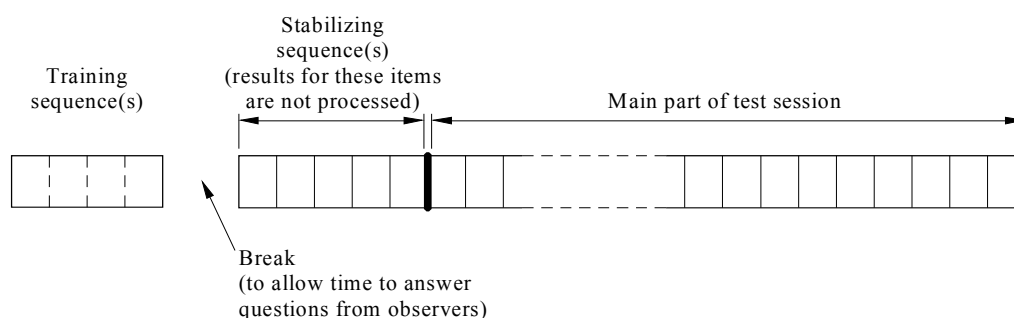 Training
sequence(s)
Stabilizing
sequence(s)
(results for these items
are not processed)
Main part of test session
Break
(to allow time to answer
questions from observers)